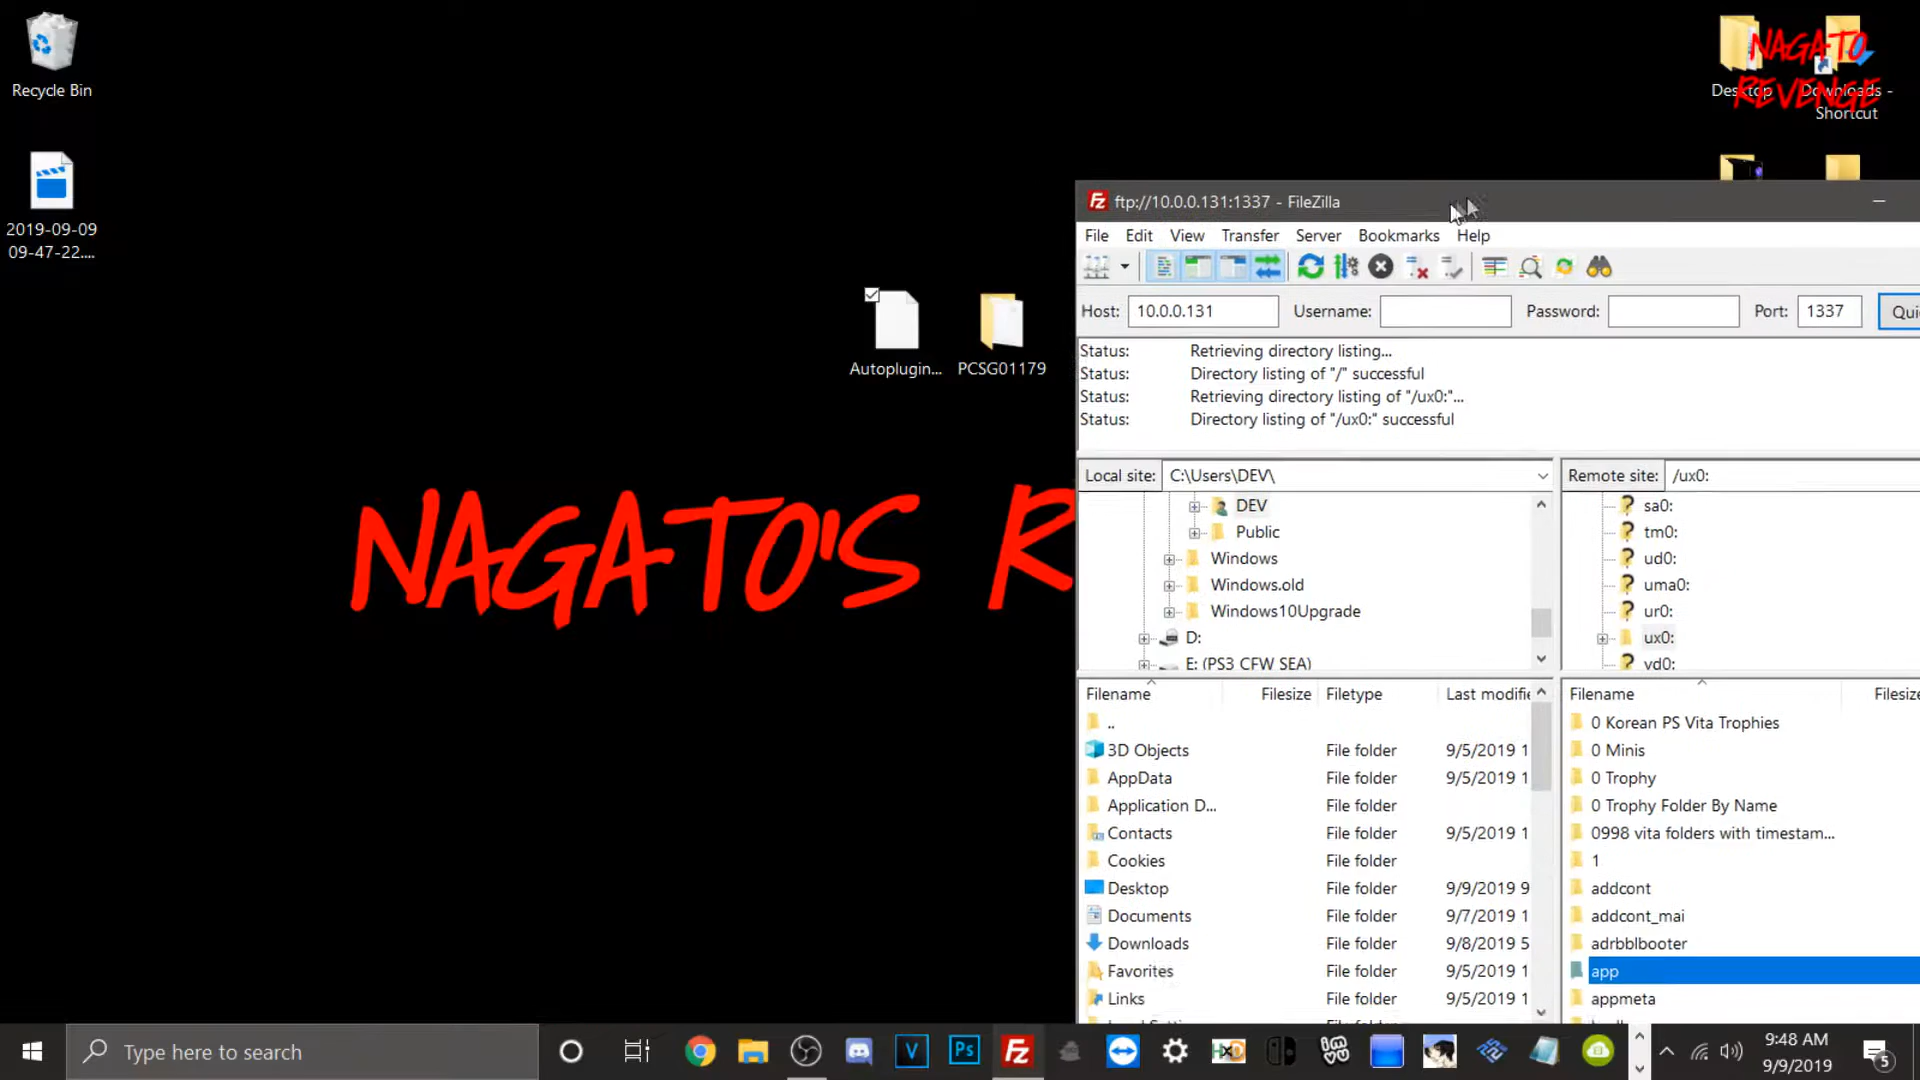 Recycle Bin
2019-09-09
09-47-22....
Autoplugin...
PCSG01179
Desktop
Downloads -
Shortcut
NAGATO
REVENGE
NAGATO'S R
ftp://10.0.0.131:1337 - FileZilla
File Edit View Transfer Server Bookmarks Help
Host: 10.0.0.131 Username: Password: Port: 1337 Qui
Status: Retrieving directory listing...
Status: Directory listing of "/" successful
Status: Retrieving directory listing of "/ux0:"...
Status: Directory listing of "/ux0:" successful
Local site: C:\Users\DEV\
DEV
Public
Windows
Windows.old
Windows10Upgrade
D:
E: (PS3 CFW SEA)
Remote site: /ux0:
sa0:
tm0:
ud0:
uma0:
ur0:
ux0:
vd0:
Filename Filesize Filetype Last modifie
..
3D Objects File folder 9/5/2019 1
AppData File folder 9/5/2019 1
Application D... File folder
Contacts File folder 9/5/2019 1
Cookies File folder
Desktop File folder 9/9/2019 9
Documents File folder 9/7/2019 1
Downloads File folder 9/8/2019 5
Favorites File folder 9/5/2019 1
Links File folder 9/5/2019 1
Filename Filesize
0 Korean PS Vita Trophies
0 Minis
0 Trophy
0 Trophy Folder By Name
0998 vita folders with timestam...
1
addcont
addcont_mai
adrbblbooter
app
appmeta
Type here to search
V
Ps
Fz
9:48 AM
9/9/2019
5